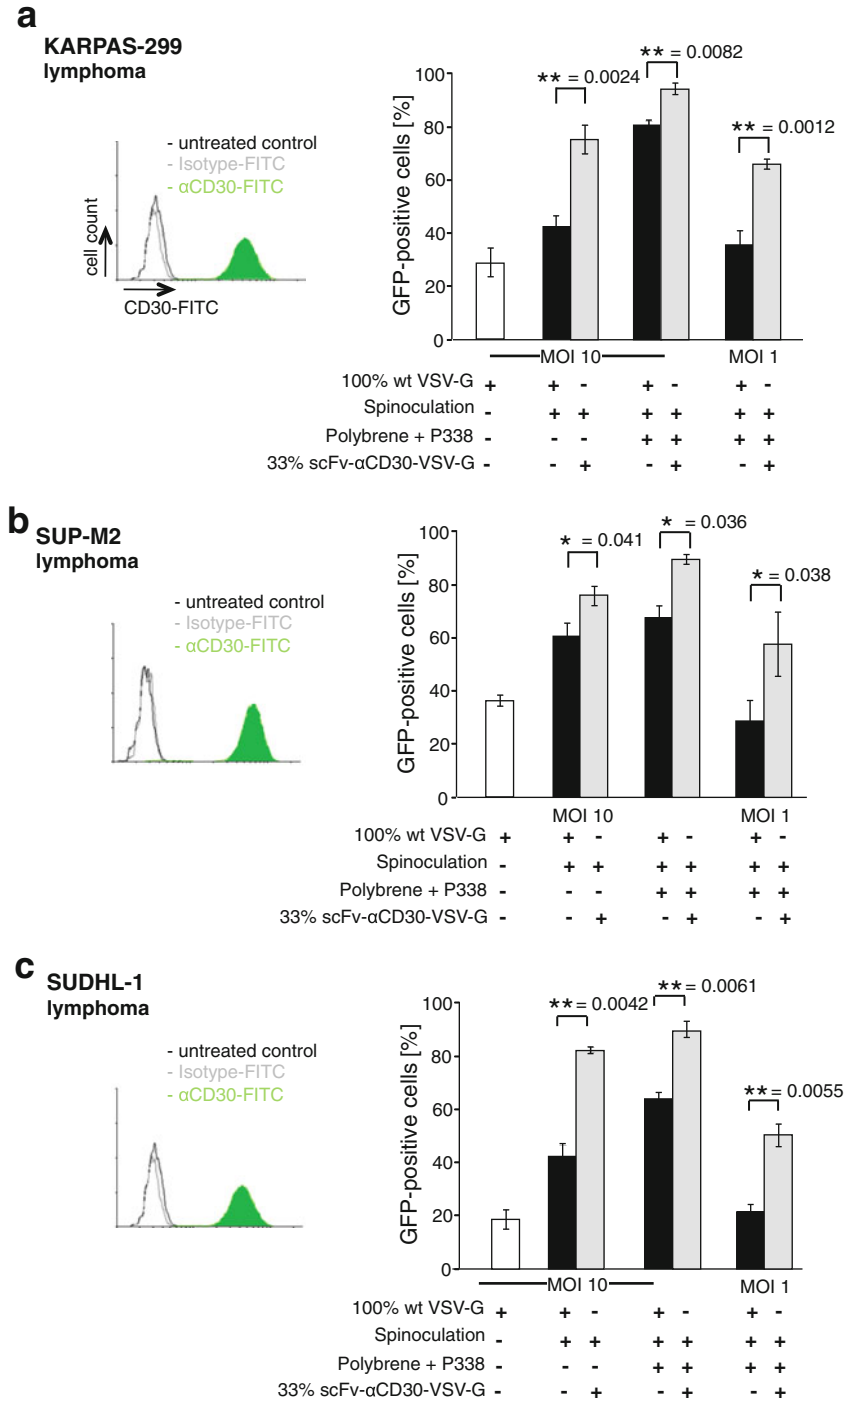 a
KARPAS-299
lymphoma
- untreated control
- Isotype-FITC
- αCD30-FITC
cell count
CD30-FITC
GFP-positive cells [%]
100
80
60
40
20
0
** = 0.0024
** = 0.0082
** = 0.0012
MOI 10 MOI 1
100% wt VSV-G + + - + - + -
Spinoculation - + + + + + +
Polybrene + P338 - - - + + + +
33% scFv-αCD30-VSV-G - - + - + - +
b
SUP-M2
lymphoma
- untreated control
- Isotype-FITC
- αCD30-FITC
GFP-positive cells [%]
100
80
60
40
20
0
* = 0.041
* = 0.036
* = 0.038
MOI 10 MOI 1
100% wt VSV-G + + - + - + -
Spinoculation - + + + + + +
Polybrene + P338 - - - + + + +
33% scFv-αCD30-VSV-G - - + - + - +
c
SUDHL-1
lymphoma
- untreated control
- Isotype-FITC
- αCD30-FITC
GFP-positive cells [%]
100
80
60
40
20
0
** = 0.0042
** = 0.0061
** = 0.0055
MOI 10 MOI 1
100% wt VSV-G + + - + - + -
Spinoculation - + + + + + +
Polybrene + P338 - - - + + + +
33% scFv-αCD30-VSV-G - - + - + - +